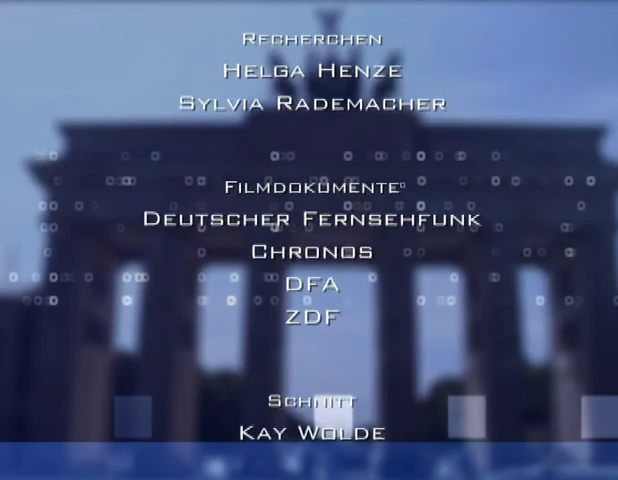 Recherchen
Helga Henze
Sylvia Rademacher
Filmdokumente
Deutscher Fernsehfunk
Chronos
DFA
ZDF
Schnitt
Kay Wolde